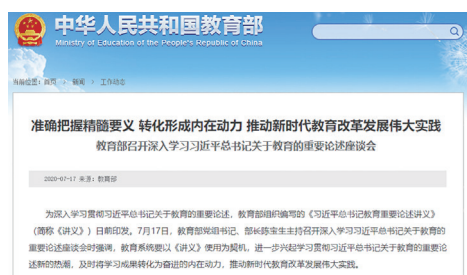 中华人民共和国教育部
Ministry of Education of the People's Republic of China
当前位置: 首页 > 新闻 > 工作动态
准确把握精髓要义 转化形成内在动力 推动新时代教育改革发展伟大实践
教育部召开深入学习习近平总书记关于教育的重要论述座谈会
2020-07-17 来源：教育部
为深入学习贯彻习近平总书记关于教育的重要论述，教育部组织编写的《习近平总书记教育重要论述讲义》
（简称《讲义》）日前印发。7月17日，教育部党组书记、部长陈宝生主持召开深入学习习近平总书记关于教育的
重要论述座谈会时强调，教育系统要以《讲义》使用为契机，进一步兴起学习贯彻习近平总书记关于教育的重要论
述新的热潮，及时将学习成果转化为奋进的内在动力，推动新时代教育改革发展伟大实践。